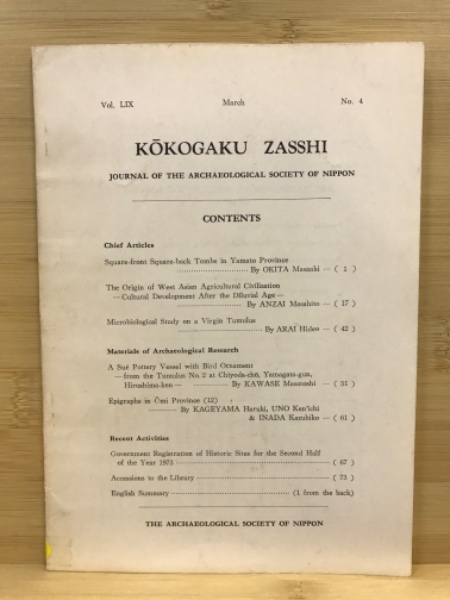 Vol. LIX March No. 4
KŌKOGAKU ZASSHI
JOURNAL OF THE ARCHAEOLOGICAL SOCIETY OF NIPPON
CONTENTS
Chief Articles
Square-front Square-back Tombs in Yamato Province
By OKITA Masaaki — ( 1 )
The Origin of West Asian Agricultural Civilization
—Cultural Development After the Diluvial Age—
By ANZAI Masahito — ( 17 )
Microbiological Study on a Virgin Tumulus
By ARAI Hideo — ( 42 )
Materials of Archaeological Research
A Sué Pottery Vessel with Bird Ornament
—from the Tumulus No. 2 at Chiyoda-chō, Yamagata-gun,
Hiroshima-ken — By KAWASE Masatoshi — ( 51 )
Epigraphs in Ōmi Province (12)
By KAGEYAMA Haruki, UNO Ken'ichi
& INADA Kazuhiko — ( 61 )
Recent Activities
Government Registration of Historic Sites for the Second Half
of the Year 1973 ( 67 )
Accessions to the Library ( 73 )
English Summary (1 from the back)
THE ARCHAEOLOGICAL SOCIETY OF NIPPON